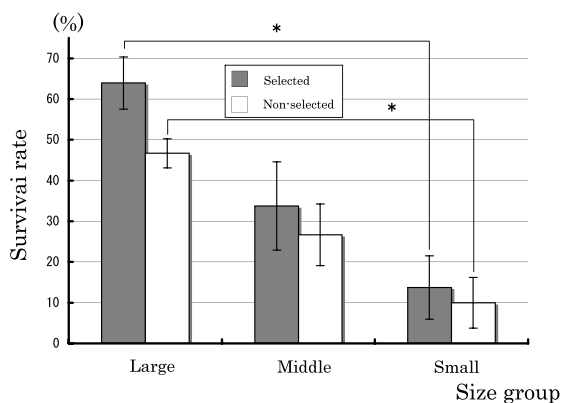 (%)
*
70
Selected
60
Non-selected
*
50
40
30
20
10
0
Survivai rate
Large
Middle
Small
Size group